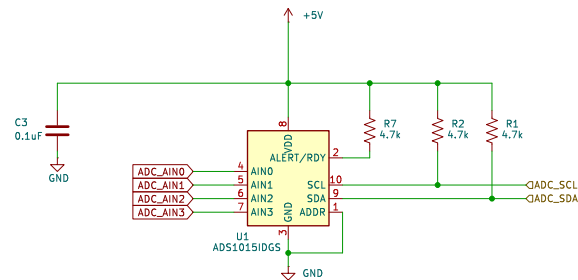 +5V
C3
0.1uF
GND
R7
4.7k
R2
4.7k
R1
4.7k
8
VDD
ALERT/RDY 2
ADC_AIN0 4 AIN0
ADC_AIN1 5 AIN1 SCL 10 ADC_SCL
ADC_AIN2 6 AIN2 SDA 9 ADC_SDA
ADC_AIN3 7 AIN3 ADDR 1
GND
3
U1
ADS1015IDGS
GND